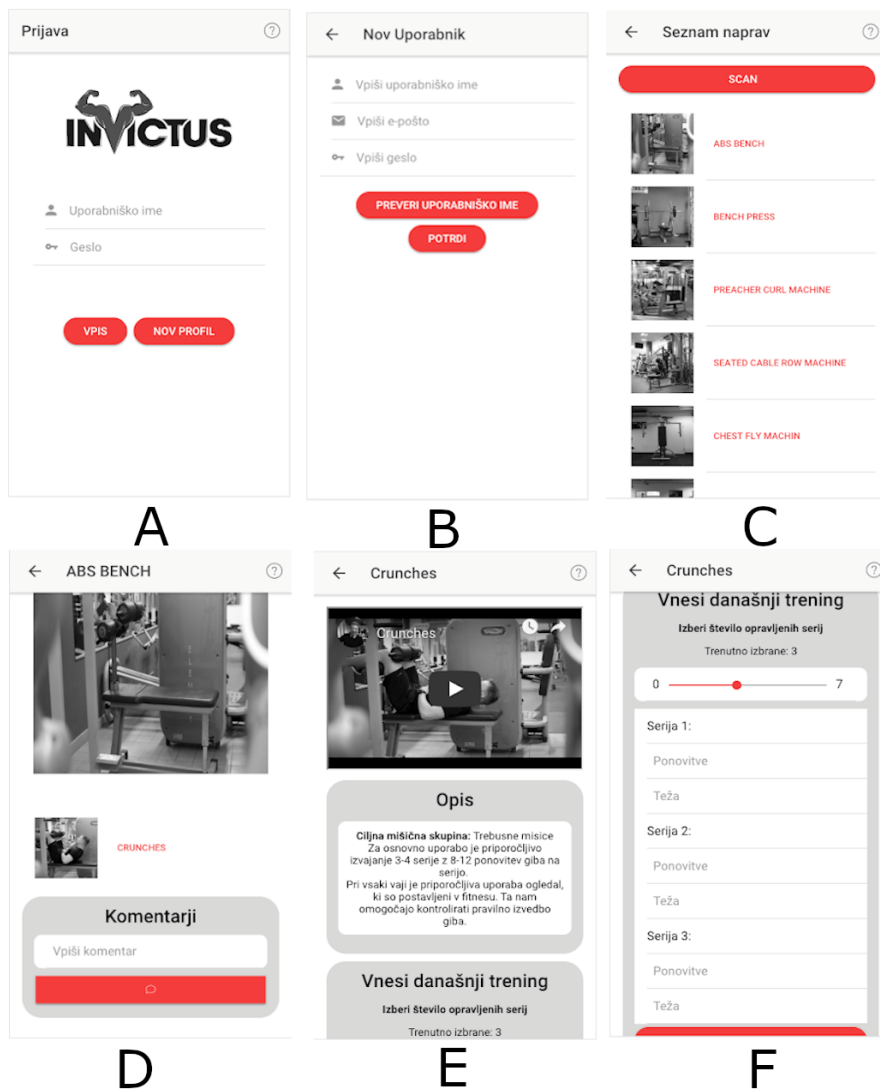 Prijava
INVICTUS
Uporabniško ime
Geslo
VPIS
NOV PROFIL
A
Nov Uporabnik
Vpiši uporabniško ime
Vpiši e-pošto
Vpiši geslo
PREVERI UPORABNIŠKO IME
POTRDI
B
Seznam naprav
SCAN
ABS BENCH
BENCH PRESS
PREACHER CURL MACHINE
SEATED CABLE ROW MACHINE
CHEST FLY MACHIN
C
ABS BENCH
CRUNCHES
Komentarji
Vpiši komentar
D
Crunches
Crunches
Opis
Ciljna mišična skupina: Trebusne misice
Za osnovno uporabo je priporočljivo
izvajanje 3-4 serije z 8-12 ponovitev giba na
serijo.
Pri vsaki vaji je priporočljiva uporaba ogledal,
ki so postavljeni v fitnesu. Ta nam
omogočajo kontrolirati pravilno izvedbo
giba.
Vnesi današnji trening
Izberi število opravljenih serij
Trenutno izbrane: 3
E
Crunches
Vnesi današnji trening
Izberi število opravljenih serij
Trenutno izbrane: 3
0 7
Serija 1:
Ponovitve
Teža
Serija 2:
Ponovitve
Teža
Serija 3:
Ponovitve
Teža
F